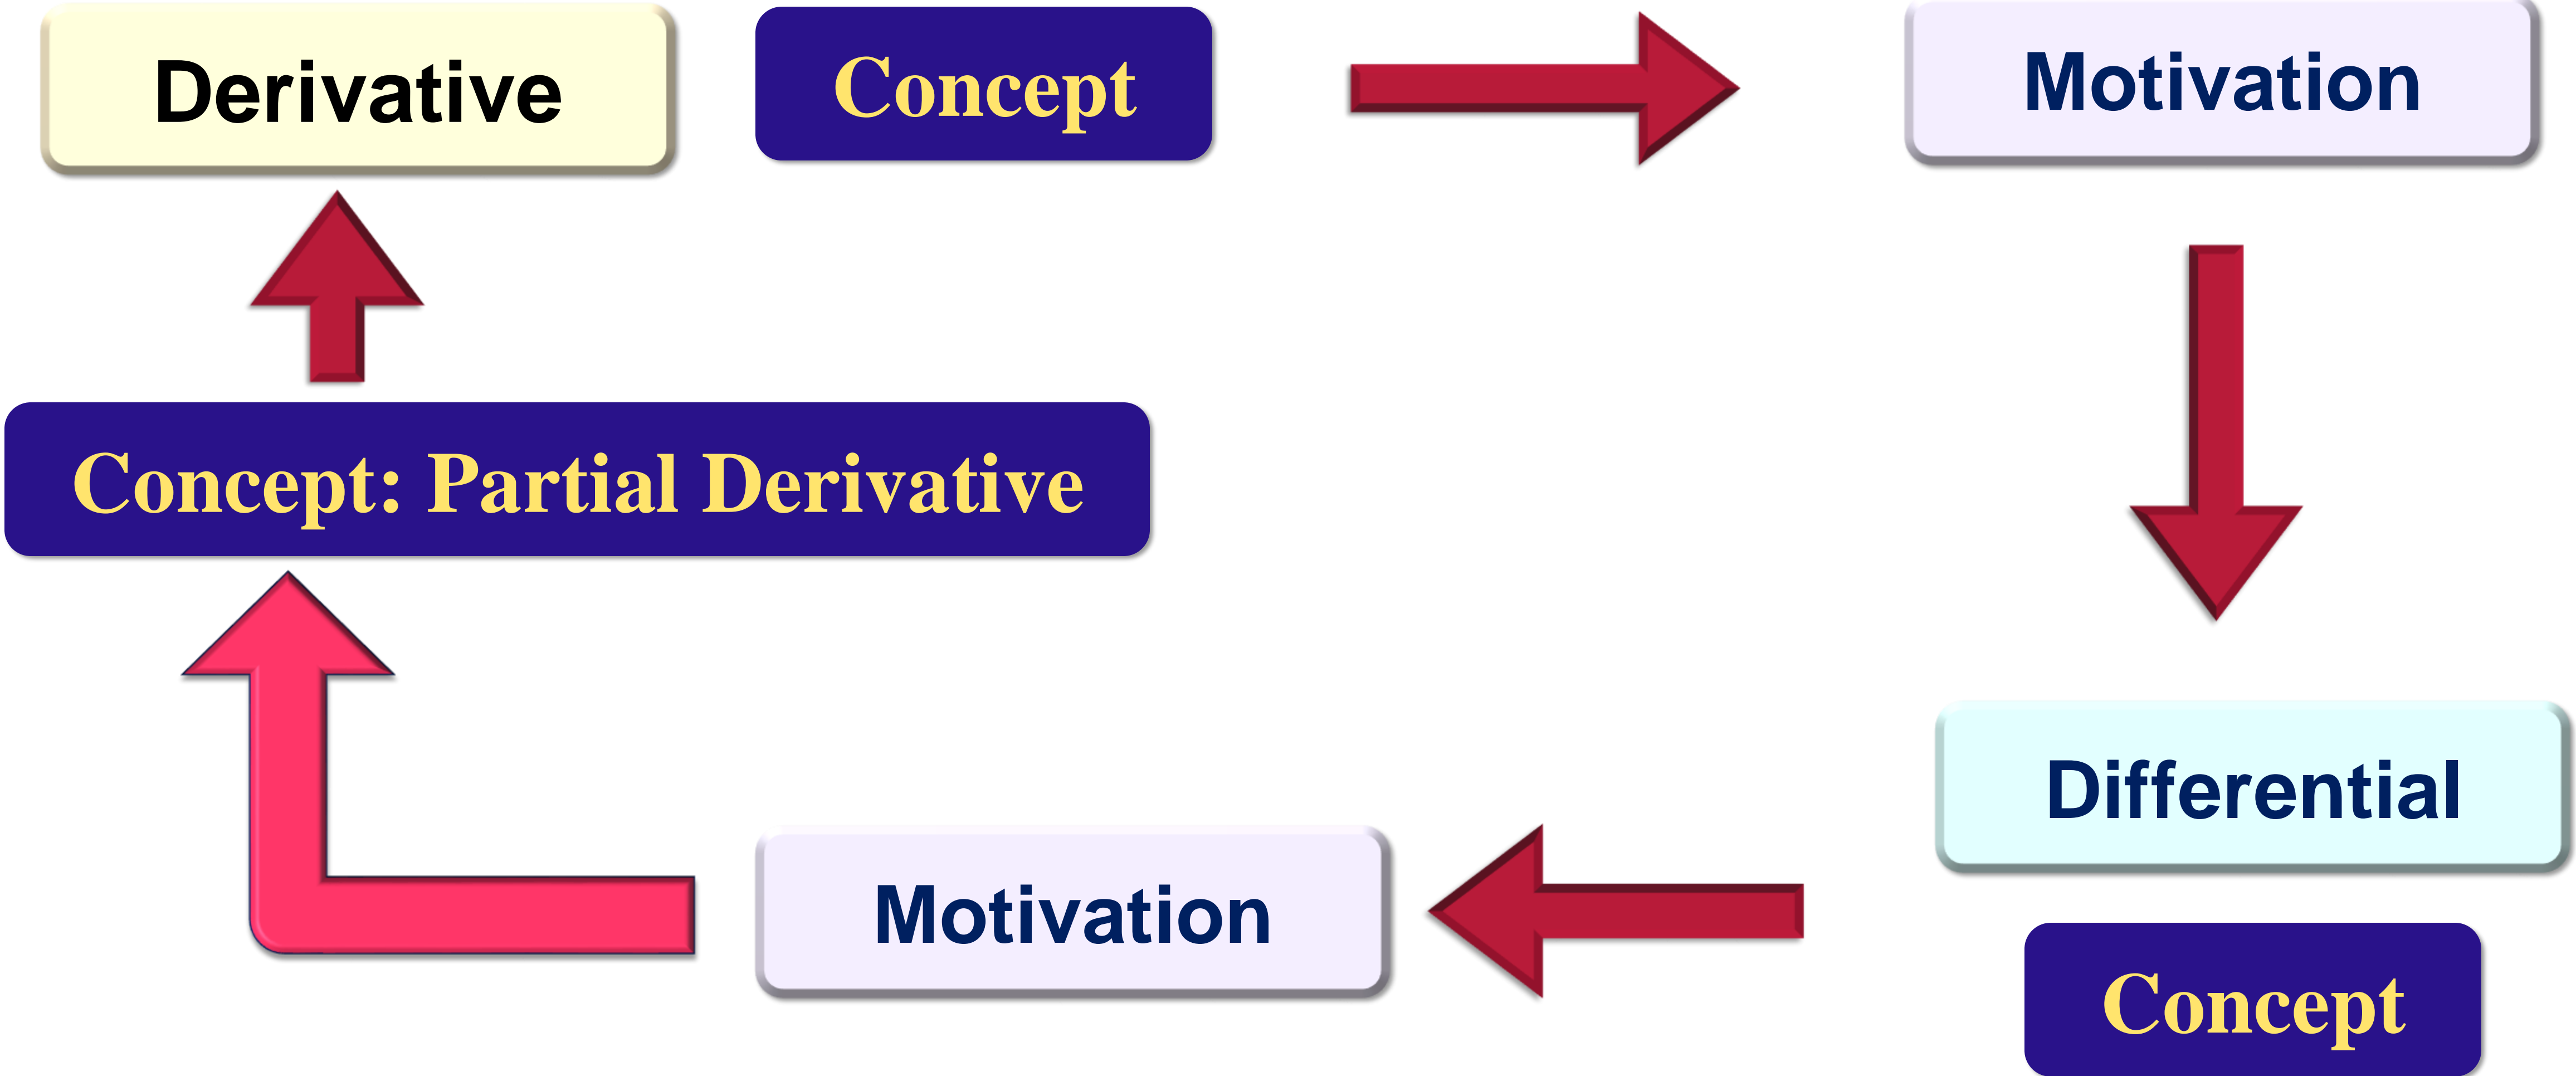 Derivative
Concept
Motivation
Concept: Partial Derivative
Differential
Motivation
Concept